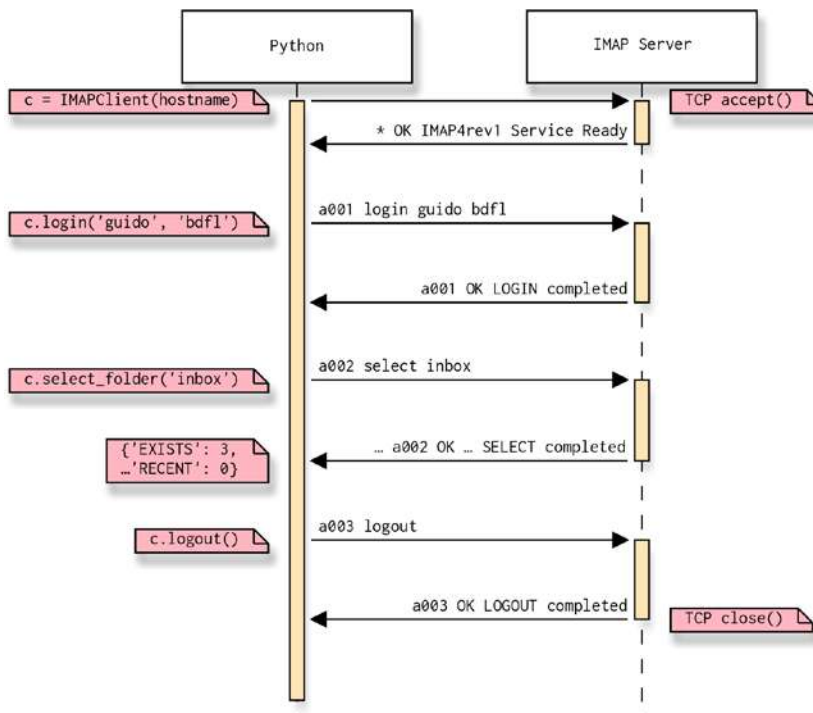 Python
IMAP Server
c = IMAPClient(hostname)
TCP accept()
* OK IMAP4rev1 Service Ready
a001 login guido bdfl
c.login('guido', 'bdfl')
a001 OK LOGIN completed
a002 select inbox
c.select_folder('inbox')
… a002 OK … SELECT completed
{'EXISTS': 3,
…'RECENT': 0}
a003 logout
c.logout()
a003 OK LOGOUT completed
TCP close()